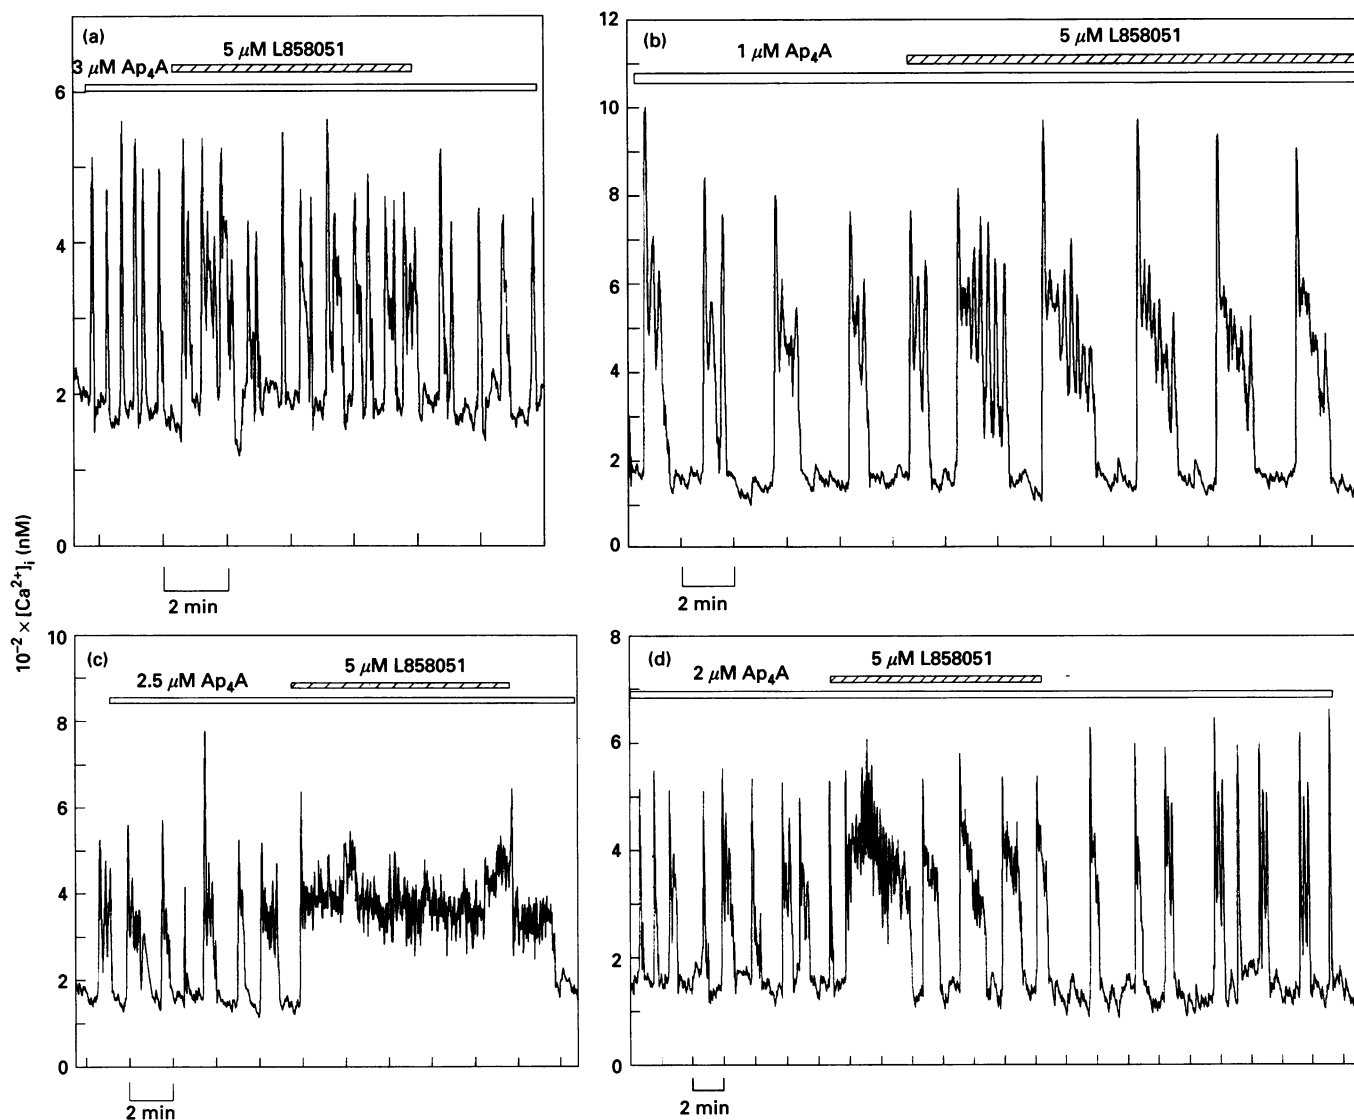 10⁻² × [Ca²⁺]ᵢ (nM)
(a)
5 µM L858051
3 µM Ap₄A
6
4
2
0
2 min
(b)
12
5 µM L858051
1 µM Ap₄A
10
8
6
4
2
0
2 min
(c)
10
5 µM L858051
2.5 µM Ap₄A
8
6
4
2
0
2 min
(d)
8
5 µM L858051
2 µM Ap₄A
6
4
2
0
2 min